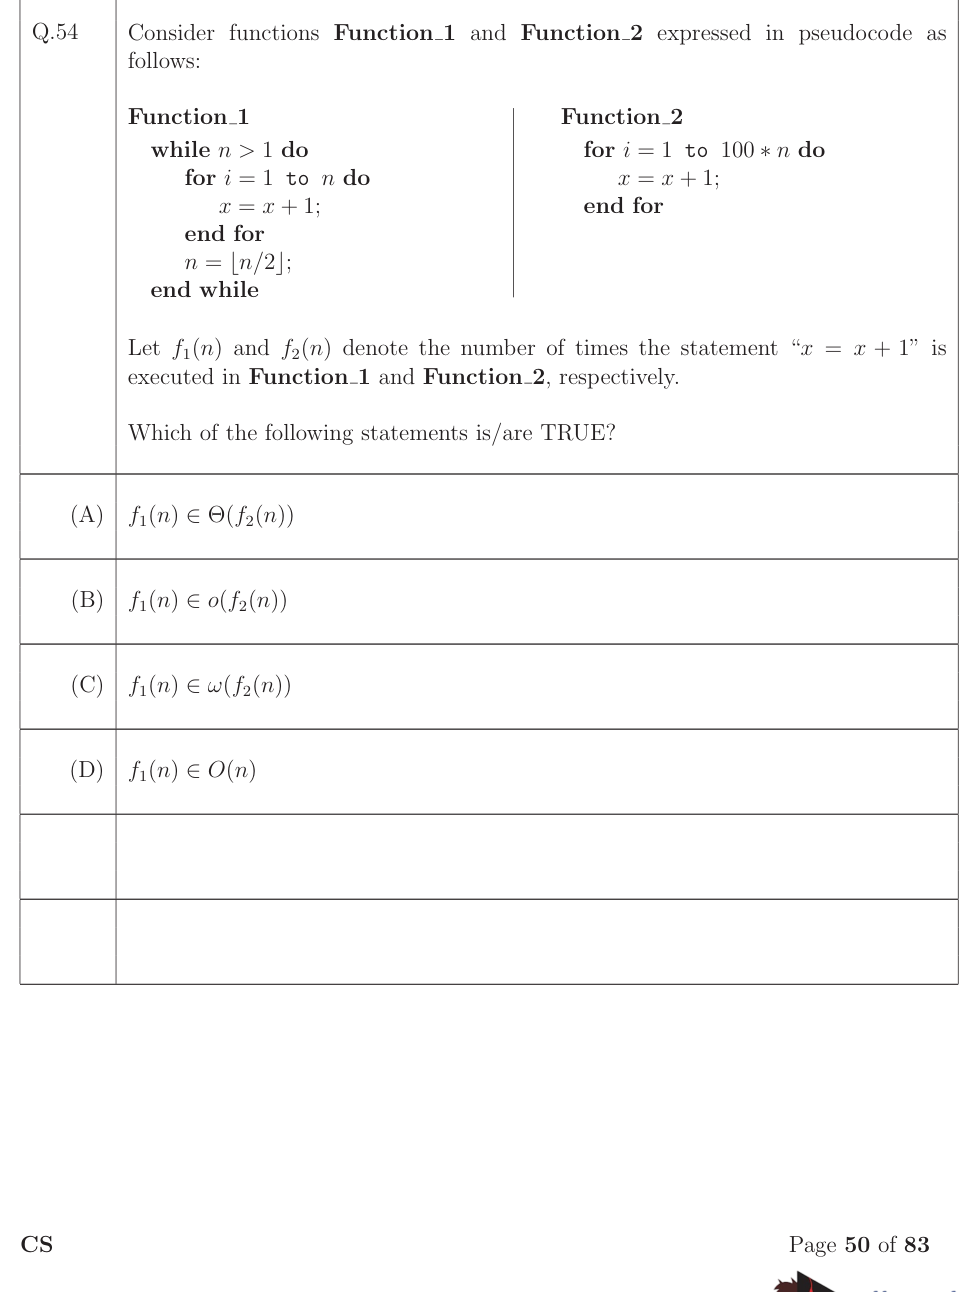 Q.54 Consider functions Function_1 and Function_2 expressed in pseudocode as
follows:
Function_1
while n > 1 do
for i = 1 to n do
x = x + 1;
end for
n = ⌊n/2⌋;
end while
Function_2
for i = 1 to 100 ∗ n do
x = x + 1;
end for
Let f₁(n) and f₂(n) denote the number of times the statement “x = x + 1” is
executed in Function_1 and Function_2, respectively.
Which of the following statements is/are TRUE?
(A) f₁(n) ∈ Θ(f₂(n))
(B) f₁(n) ∈ o(f₂(n))
(C) f₁(n) ∈ ω(f₂(n))
(D) f₁(n) ∈ O(n)
CS Page 50 of 83